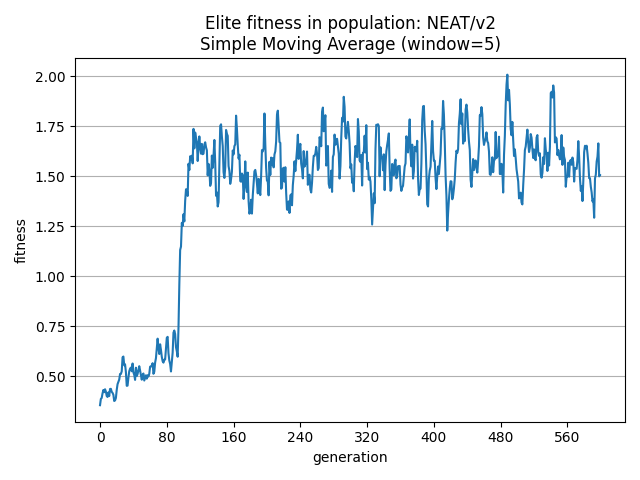 Elite fitness in population: NEAT/v2
Simple Moving Average (window=5)
2.00
1.75
1.50
1.25
1.00
0.75
0.50
fitness
0 80 160 240 320 400 480 560
generation